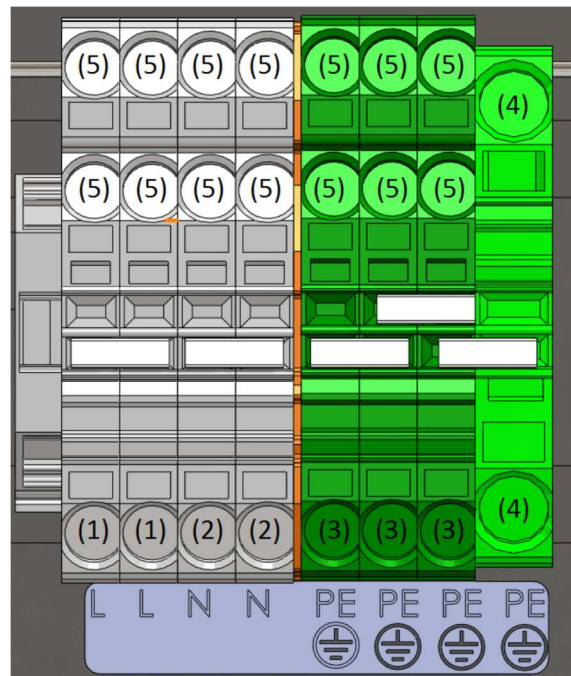 (5) (5) (5) (5) (5) (5) (5)
(4)
(5) (5) (5) (5) (5) (5) (5)
(4)
(1) (1) (2) (2) (3) (3) (3)
L L N N PE PE PE PE